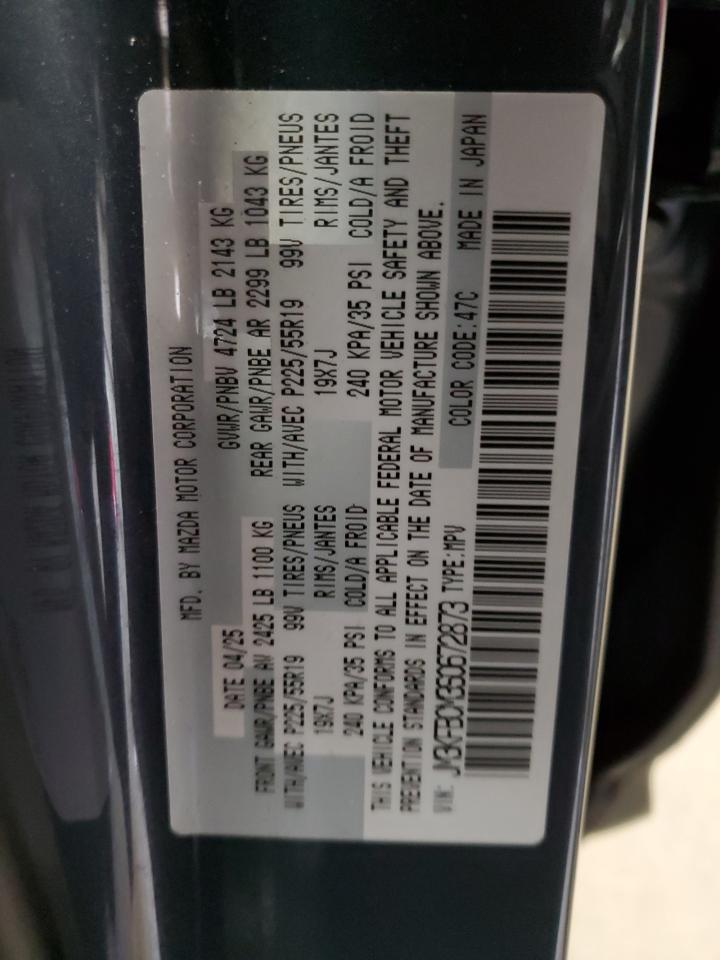 MFD. BY MAZDA MOTOR CORPORATION
DATE 04/25 GVWR/PNBV 4724 LB 2143 KG
FRONT GAWR/PNBE AV 2425 LB 1100 KG REAR GAWR/PNBE AR 2299 LB 1043 KG
WITH/AVEC P225/55R19 99V TIRES/PNEUS WITH/AVEC P225/55R19 99V TIRES/PNEUS
19X7J RIMS/JANTES 19X7J RIMS/JANTES
240 KPA/35 PSI COLD/A FROID 240 KPA/35 PSI COLD/A FROID
THIS VEHICLE CONFORMS TO ALL APPLICABLE FEDERAL MOTOR VEHICLE SAFETY AND THEFT
PREVENTION STANDARDS IN EFFECT ON THE DATE OF MANUFACTURE SHOWN ABOVE.
VIN: JM3KFBCM3S0672873 TYPE:MPV COLOR CODE:47C MADE IN JAPAN